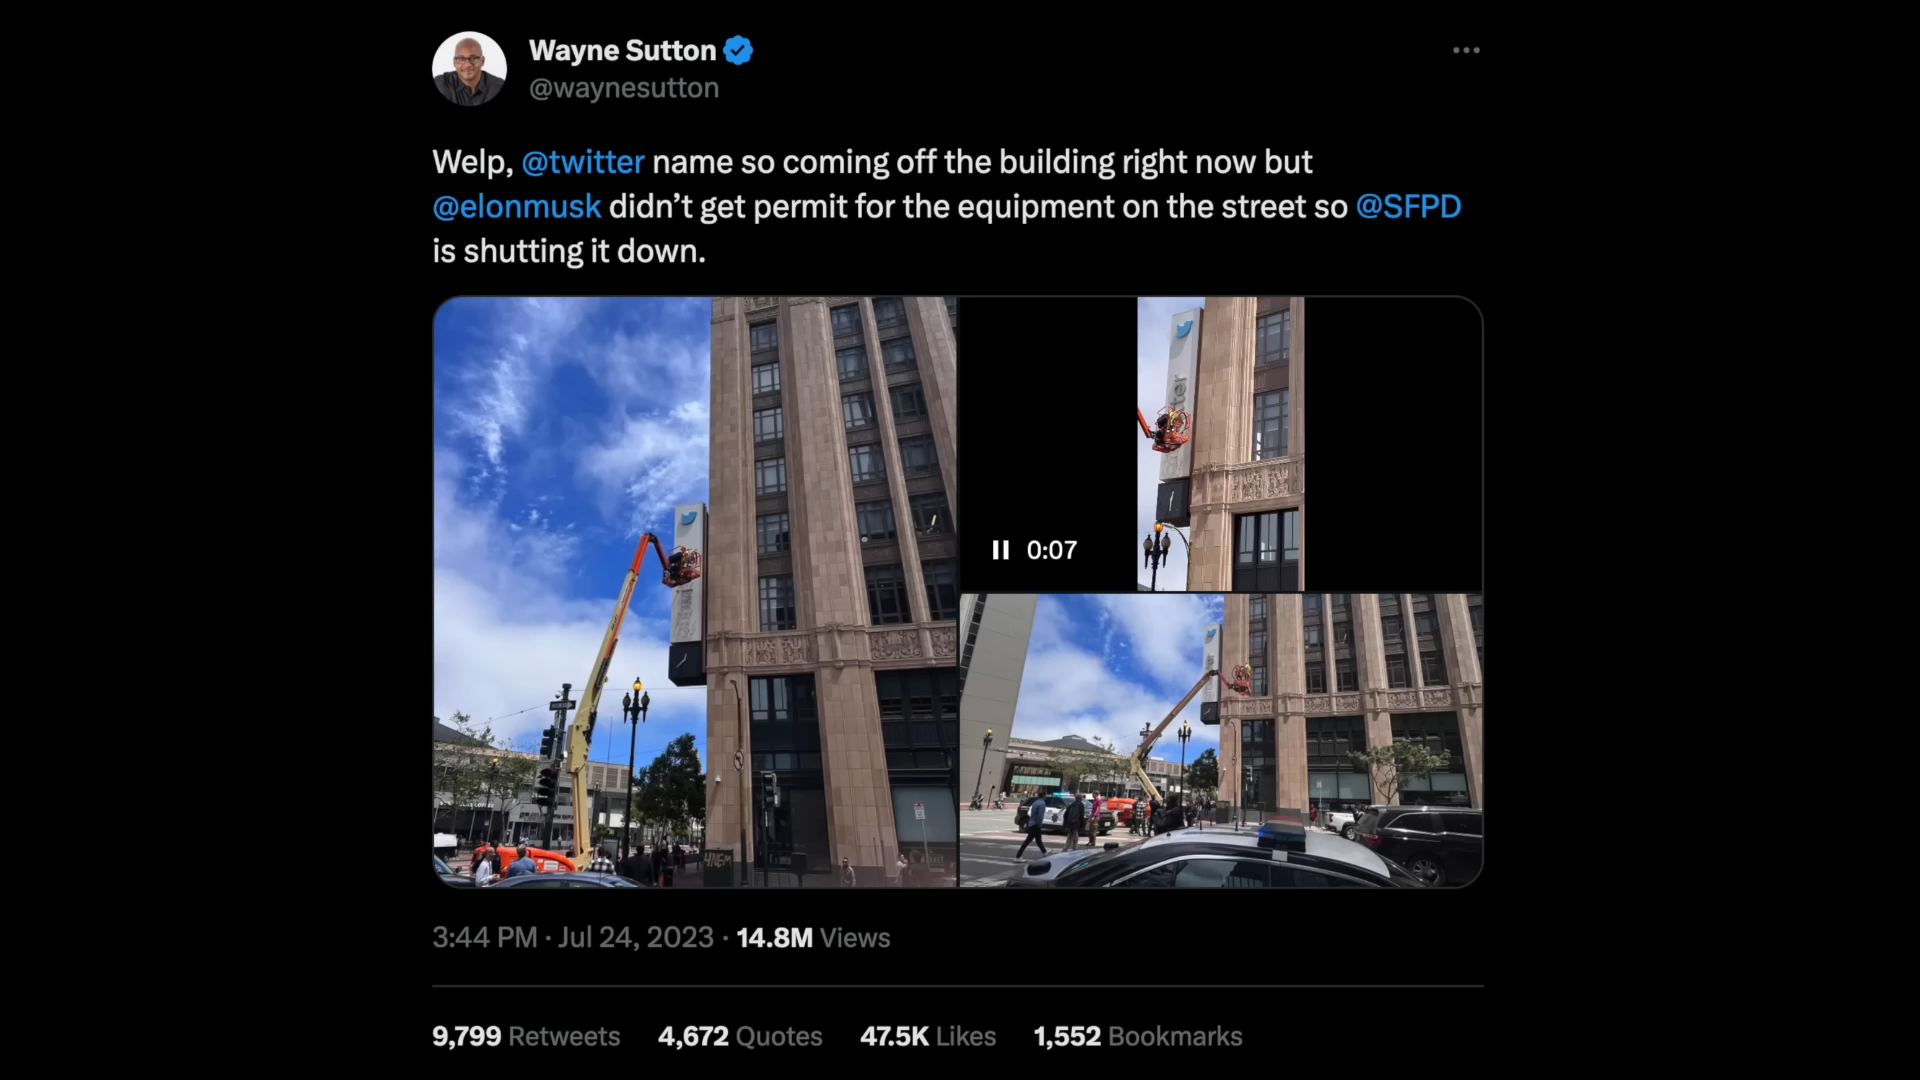 Wayne Sutton
@waynesutton
Welp, @twitter name so coming off the building right now but
@elonmusk didn’t get permit for the equipment on the street so @SFPD
is shutting it down.
0:07
3:44 PM · Jul 24, 2023 · 14.8M Views
9,799 Retweets 4,672 Quotes 47.5K Likes 1,552 Bookmarks